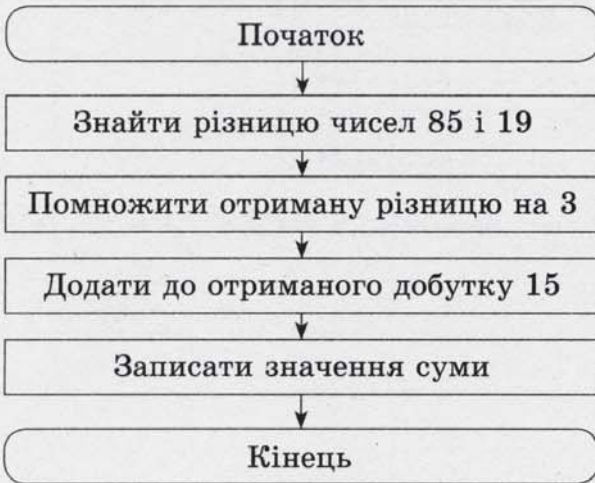 Початок
Знайти різницю чисел 85 і 19
Помножити отриману різницю на 3
Додати до отриманого добутку 15
Записати значення суми
Кінець